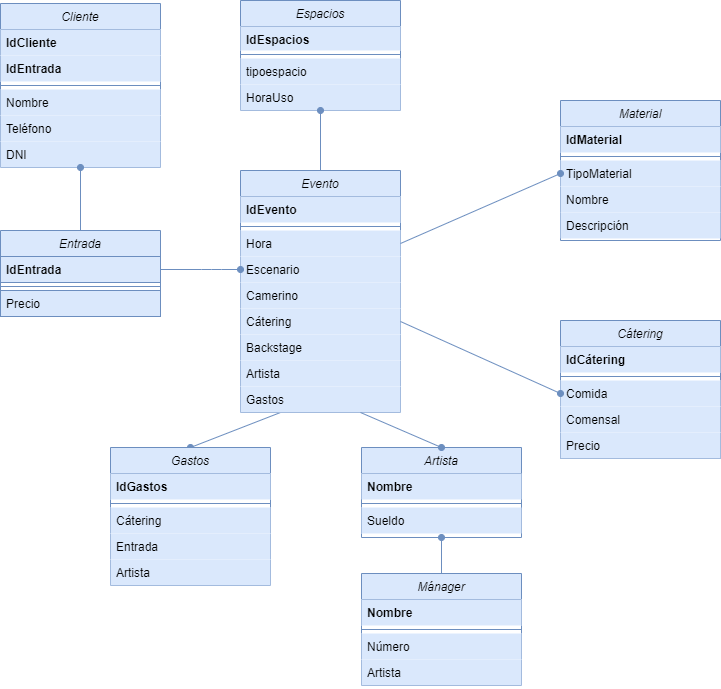 Cliente
IdCliente
IdEntrada
Nombre
Teléfono
DNI
Espacios
IdEspacios
tipoespacio
HoraUso
Material
IdMaterial
TipoMaterial
Nombre
Descripción
Evento
IdEvento
Hora
Escenario
Camerino
Cátering
Backstage
Artista
Gastos
Entrada
IdEntrada
Precio
Cátering
IdCátering
Comida
Comensal
Precio
Gastos
IdGastos
Cátering
Entrada
Artista
Artista
Nombre
Sueldo
Mánager
Nombre
Número
Artista